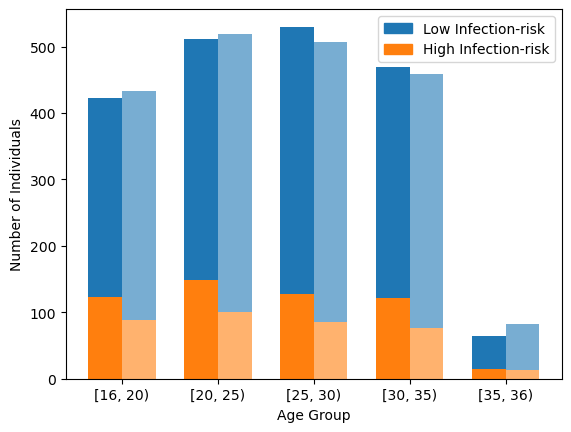 Low Infection-risk
High Infection-risk
Number of Individuals
500
400
300
200
100
0
[16, 20)
[20, 25)
[25, 30)
[30, 35)
[35, 36)
Age Group